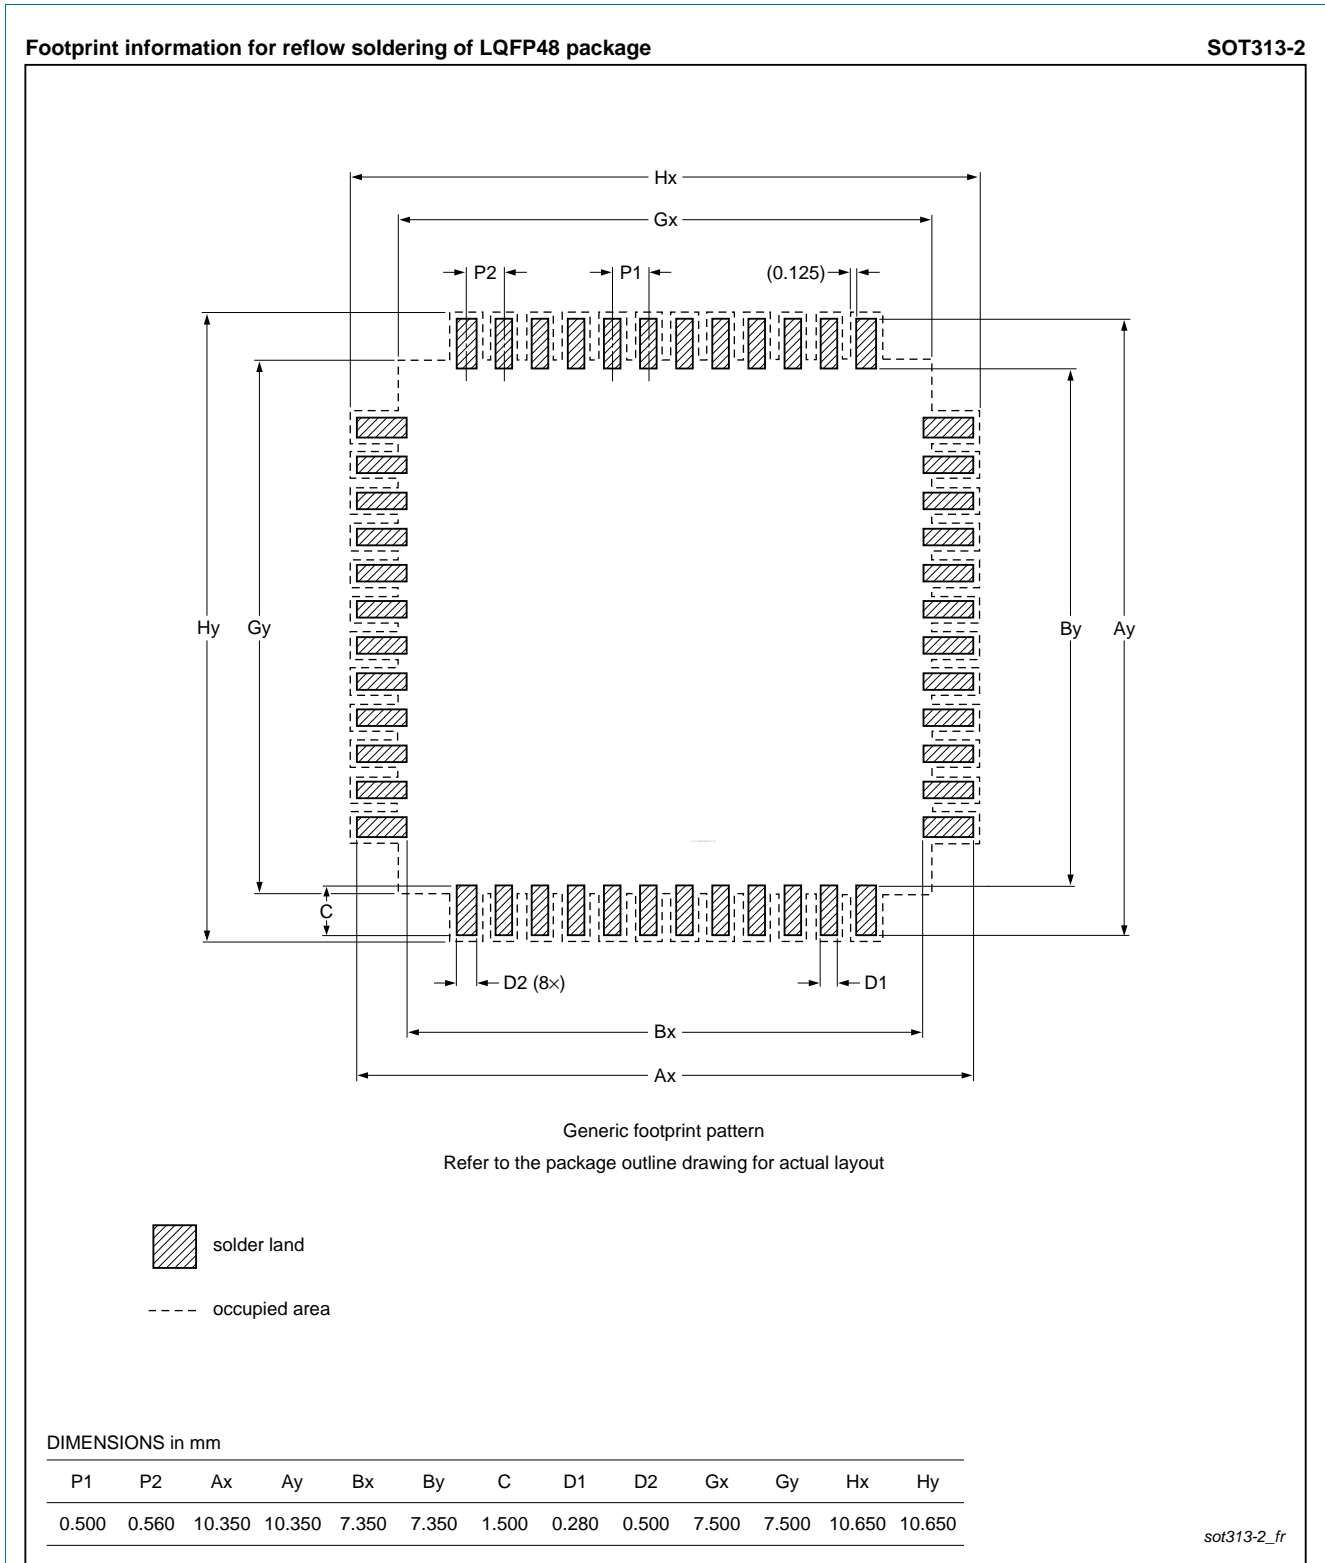 Footprint information for reflow soldering of LQFP48 package SOT313-2
Hx
Gx
P2 P1 (0.125)
Hy Gy By Ay
C
D2 (8×) D1
Bx
Ax
Generic footprint pattern
Refer to the package outline drawing for actual layout
solder land
occupied area
DIMENSIONS in mm
P1 P2 Ax Ay Bx By C D1 D2 Gx Gy Hx Hy
0.500 0.560 10.350 10.350 7.350 7.350 1.500 0.280 0.500 7.500 7.500 10.650 10.650
sot313-2_fr